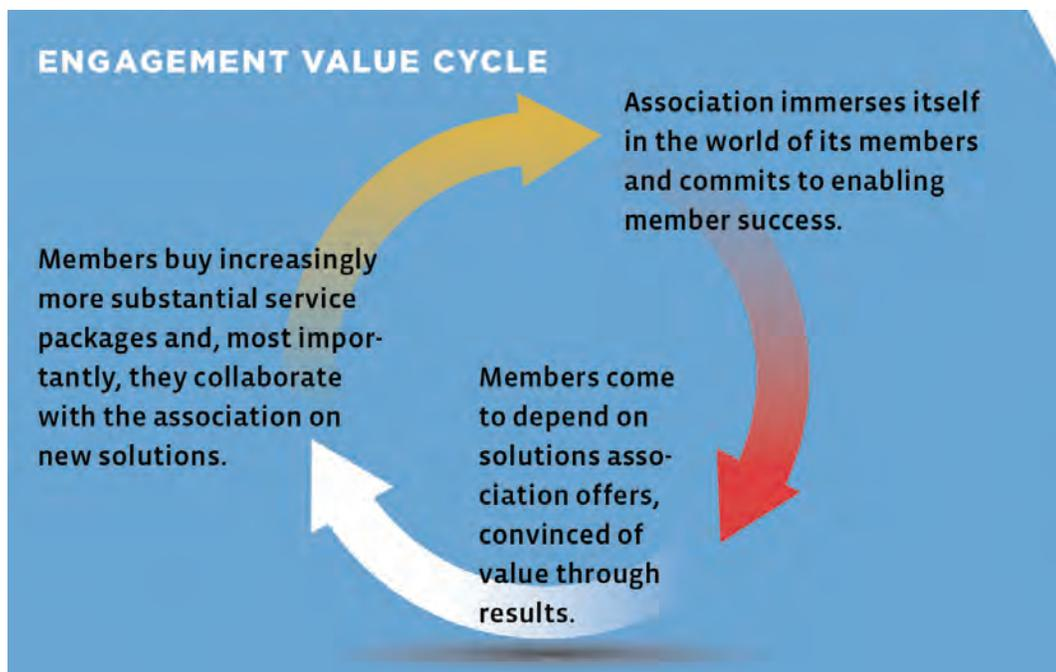 ENGAGEMENT VALUE CYCLE
Association immerses itself
in the world of its members
and commits to enabling
member success.
Members buy increasingly
more substantial service
packages and, most impor-
tantly, they collaborate
with the association on
new solutions.
Members come
to depend on
solutions asso-
ciation offers,
convinced of
value through
results.